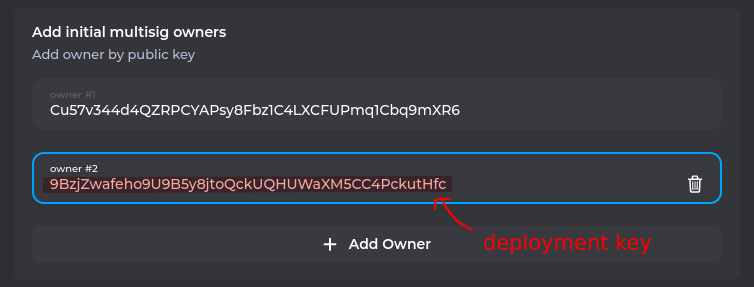 Add initial multisig owners
Add owner by public key
owner #1
Cu57v344d4QZRPCYAPsy8Fbz1C4LXCFUPmq1Cbq9mXR6
owner #2
9BzjZwafeho9U9B5y8jtoQckUQHUWaXM5CC4PckutHfc
+ Add Owner
deployment key